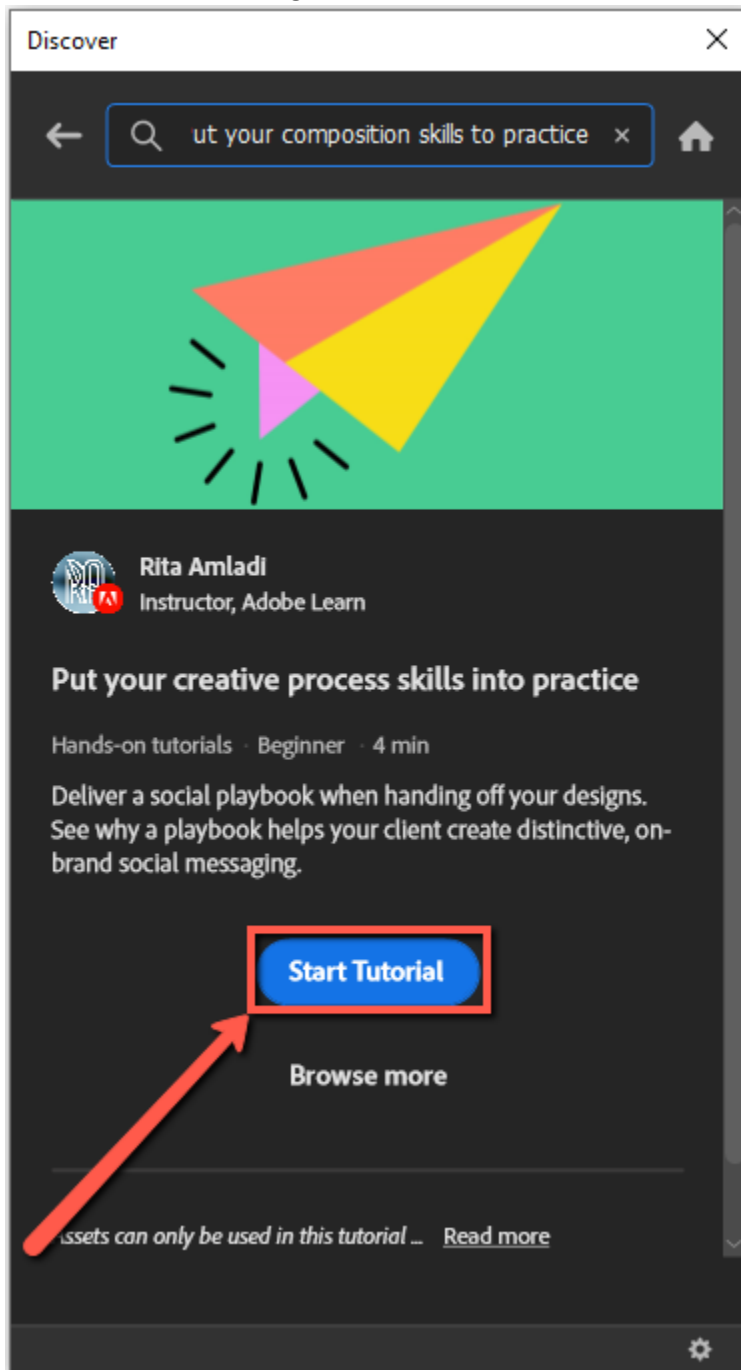 Discover
ut your composition skills to practice
Rita Amladi
Instructor, Adobe Learn
Put your creative process skills into practice
Hands-on tutorials · Beginner · 4 min
Deliver a social playbook when handing off your designs.
See why a playbook helps your client create distinctive, on-
brand social messaging.
Start Tutorial
Browse more
ssets can only be used in this tutorial ... Read more